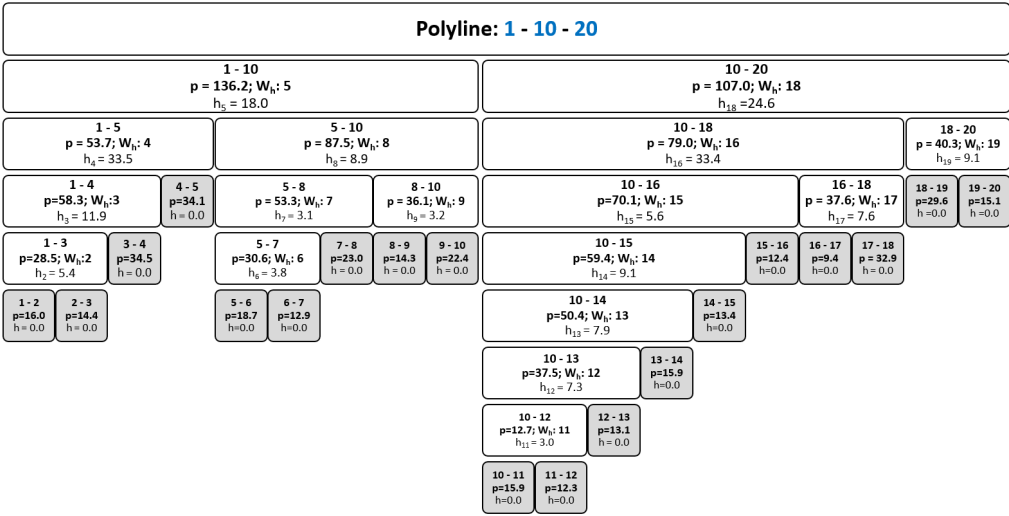 Polyline: 1 - 10 - 20
1 - 10
p = 136.2; Wh: 5
h5 = 18.0
10 - 20
p = 107.0; Wh: 18
h18 =24.6
1 - 5
p = 53.7; Wh: 4
h4 = 33.5
5 - 10
p = 87.5; Wh: 8
h8 = 8.9
10 - 18
p = 79.0; Wh: 16
h16 = 33.4
18 - 20
p = 40.3; Wh: 19
h19 = 9.1
1 - 4
p=58.3; Wh:3
h3 = 11.9
4 - 5
p=34.1
h = 0.0
5 - 8
p = 53.3; Wh: 7
h7 = 3.1
8 - 10
p = 36.1; Wh: 9
h9 = 3.2
10 - 16
p=70.1; Wh: 15
h15 = 5.6
16 - 18
p = 37.6; Wh: 17
h17 = 7.6
18 - 19
p=29.6
h=0.0
19 - 20
p=15.1
h=0.0
1 - 3
p=28.5; Wh:2
h2 = 5.4
3 - 4
p=34.5
h = 0.0
5 - 7
p=30.6; Wh: 6
h6 = 3.8
7 - 8
p=23.0
h = 0.0
8 - 9
p=14.3
h = 0.0
9 - 10
p=22.4
h = 0.0
10 - 15
p=59.4; Wh: 14
h14 = 9.1
15 - 16
p=12.4
h=0.0
16 - 17
p=9.4
h=0.0
17 - 18
p = 32.9
h=0.0
1 - 2
p=16.0
h = 0.0
2 - 3
p=14.4
h = 0.0
5 - 6
p=18.7
h=0.0
6 - 7
p=12.9
h=0.0
10 - 14
p=50.4; Wh: 13
h13 = 7.9
14 - 15
p=13.4
h=0.0
10 - 13
p=37.5; Wh: 12
h12 = 7.3
13 - 14
p=15.9
h=0.0
10 - 12
p=12.7; Wh: 11
h11 = 3.0
12 - 13
p=13.1
h = 0.0
10 - 11
p=15.9
h=0.0
11 - 12
p=12.3
h=0.0